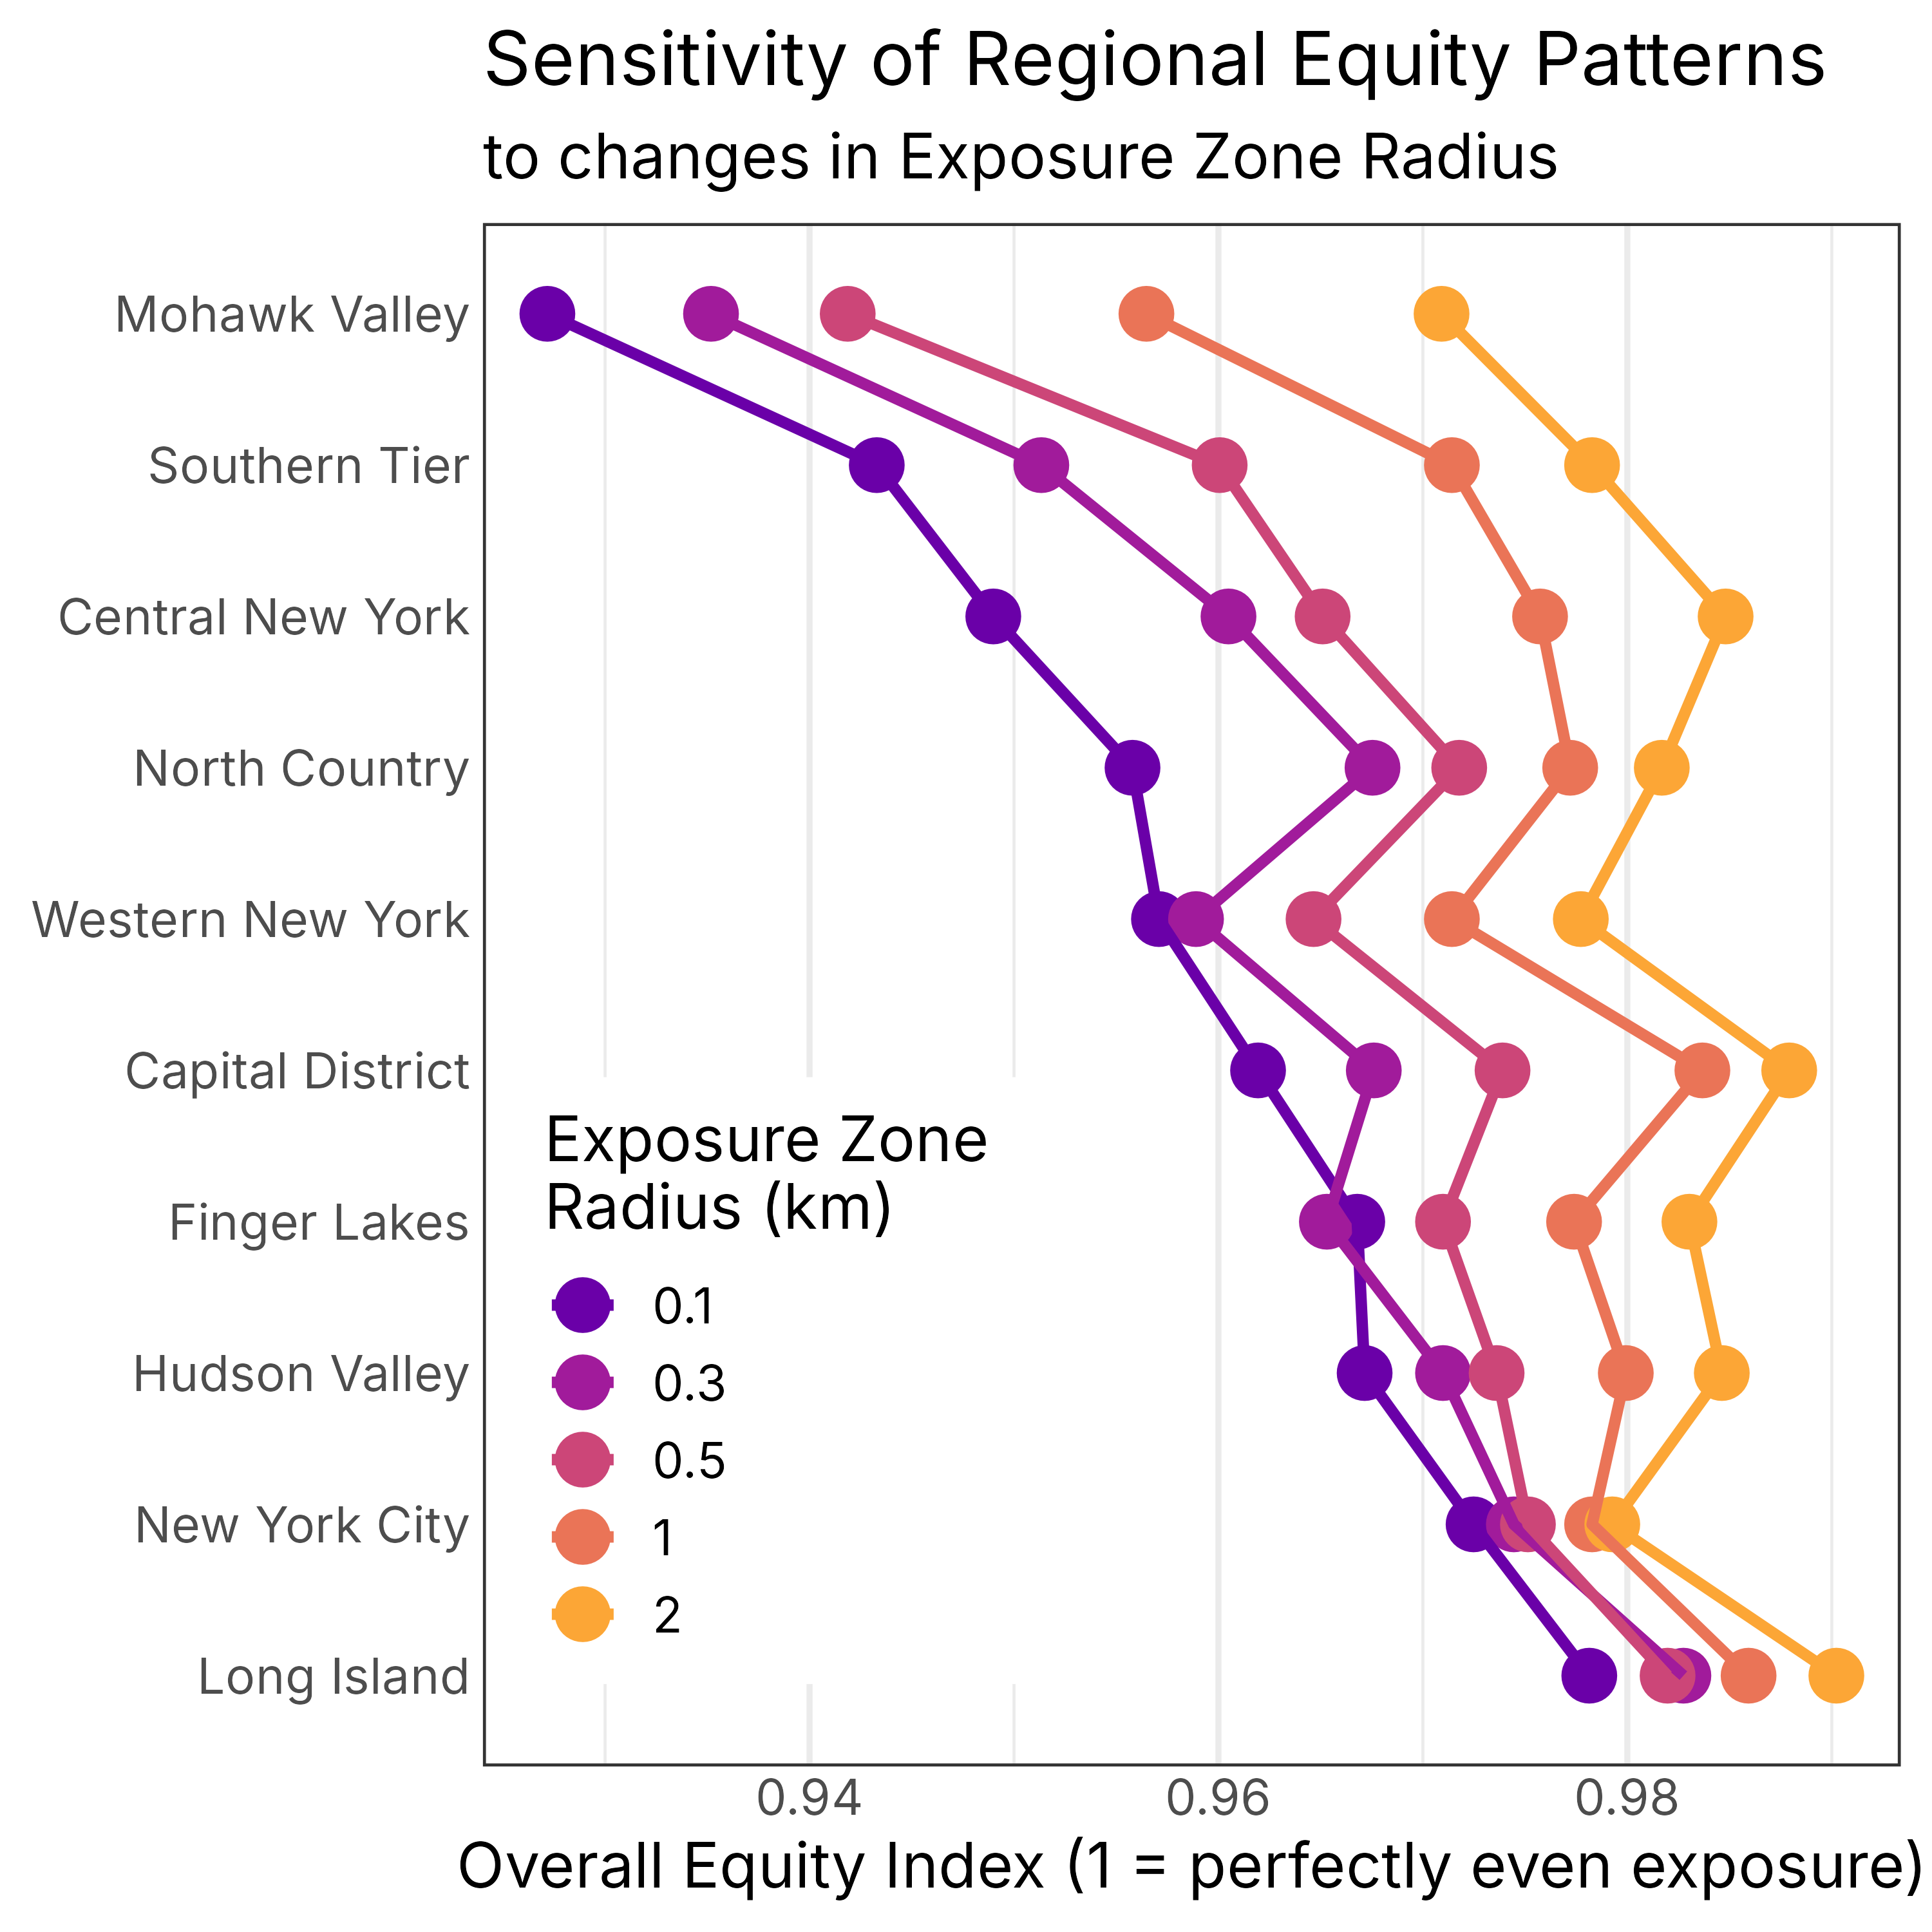 Sensitivity of Regional Equity Patterns
to changes in Exposure Zone Radius
Mohawk Valley
Southern Tier
Central New York
North Country
Western New York
Capital District
Finger Lakes
Hudson Valley
New York City
Long Island
Exposure Zone
Radius (km)
0.1
0.3
0.5
1
2
0.94 0.96 0.98
Overall Equity Index (1 = perfectly even exposure)